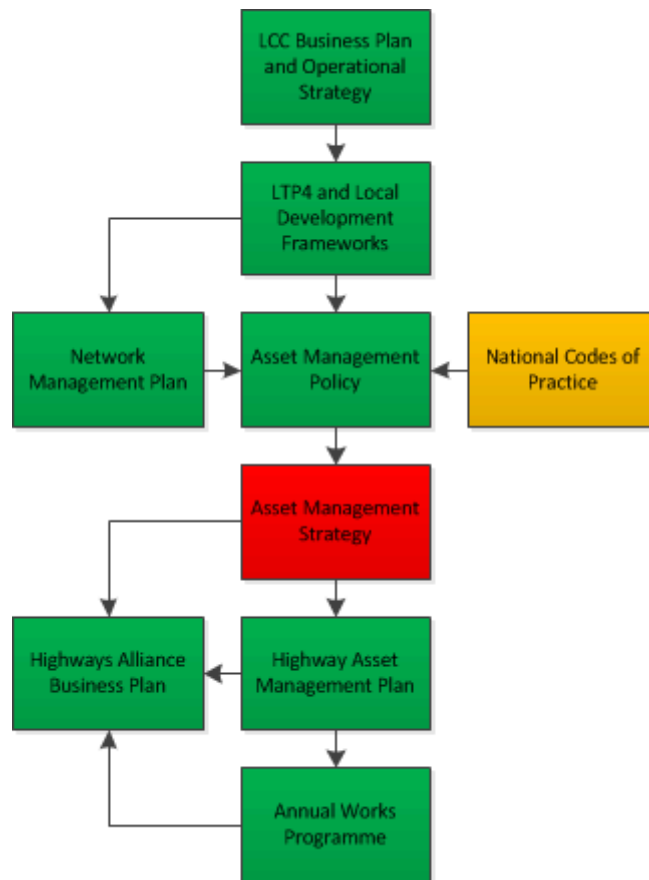 LCC Business Plan
and Operational
Strategy
LTP4 and Local
Development
Frameworks
Network
Management Plan
Asset Management
Policy
National Codes of
Practice
Asset Management
Strategy
Highways Alliance
Business Plan
Highway Asset
Management Plan
Annual Works
Programme